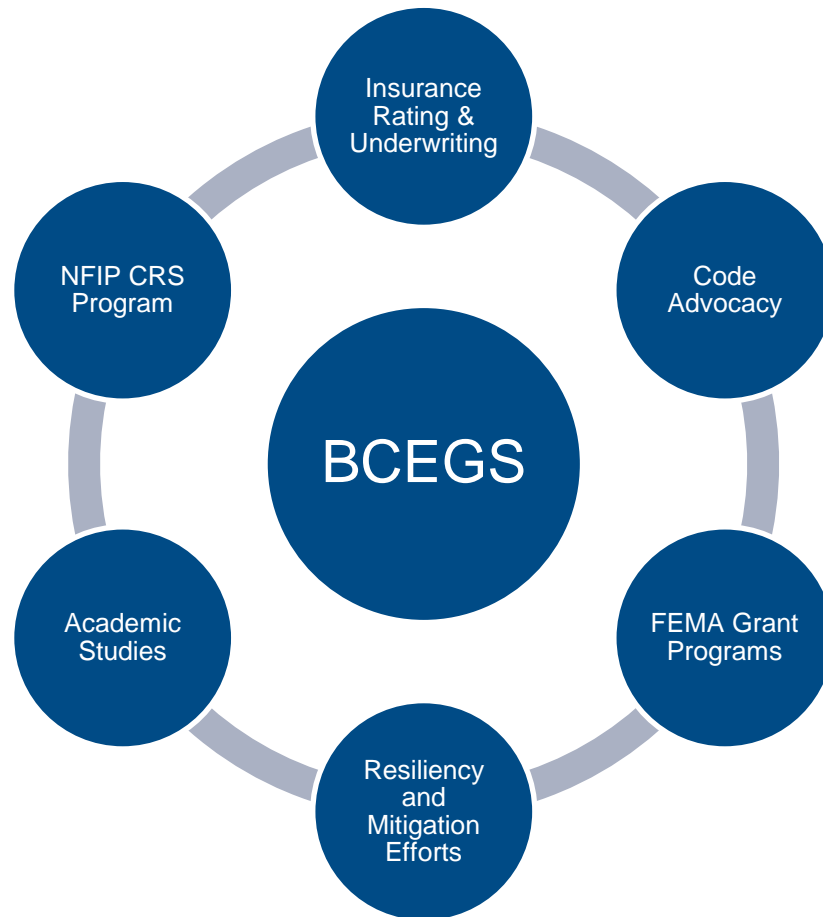 Insurance
Rating &
Underwriting
NFIP CRS
Program
Code
Advocacy
BCEGS
Academic
Studies
FEMA Grant
Programs
Resiliency
and
Mitigation
Efforts